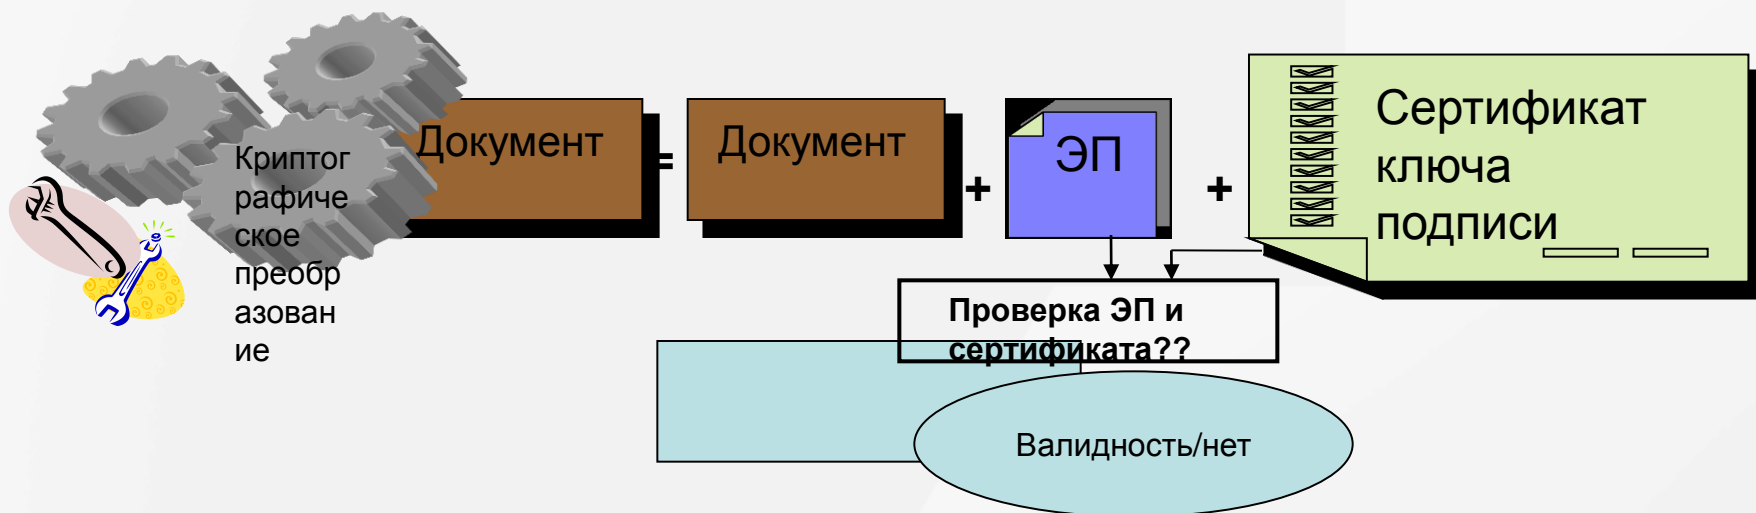 Криптог
рафиче
ское
преобр
азован
ие
Документ
=
Документ
+
ЭП
+
Сертификат
ключа
подписи
Проверка ЭП и
сертификата??
Валидность/нет